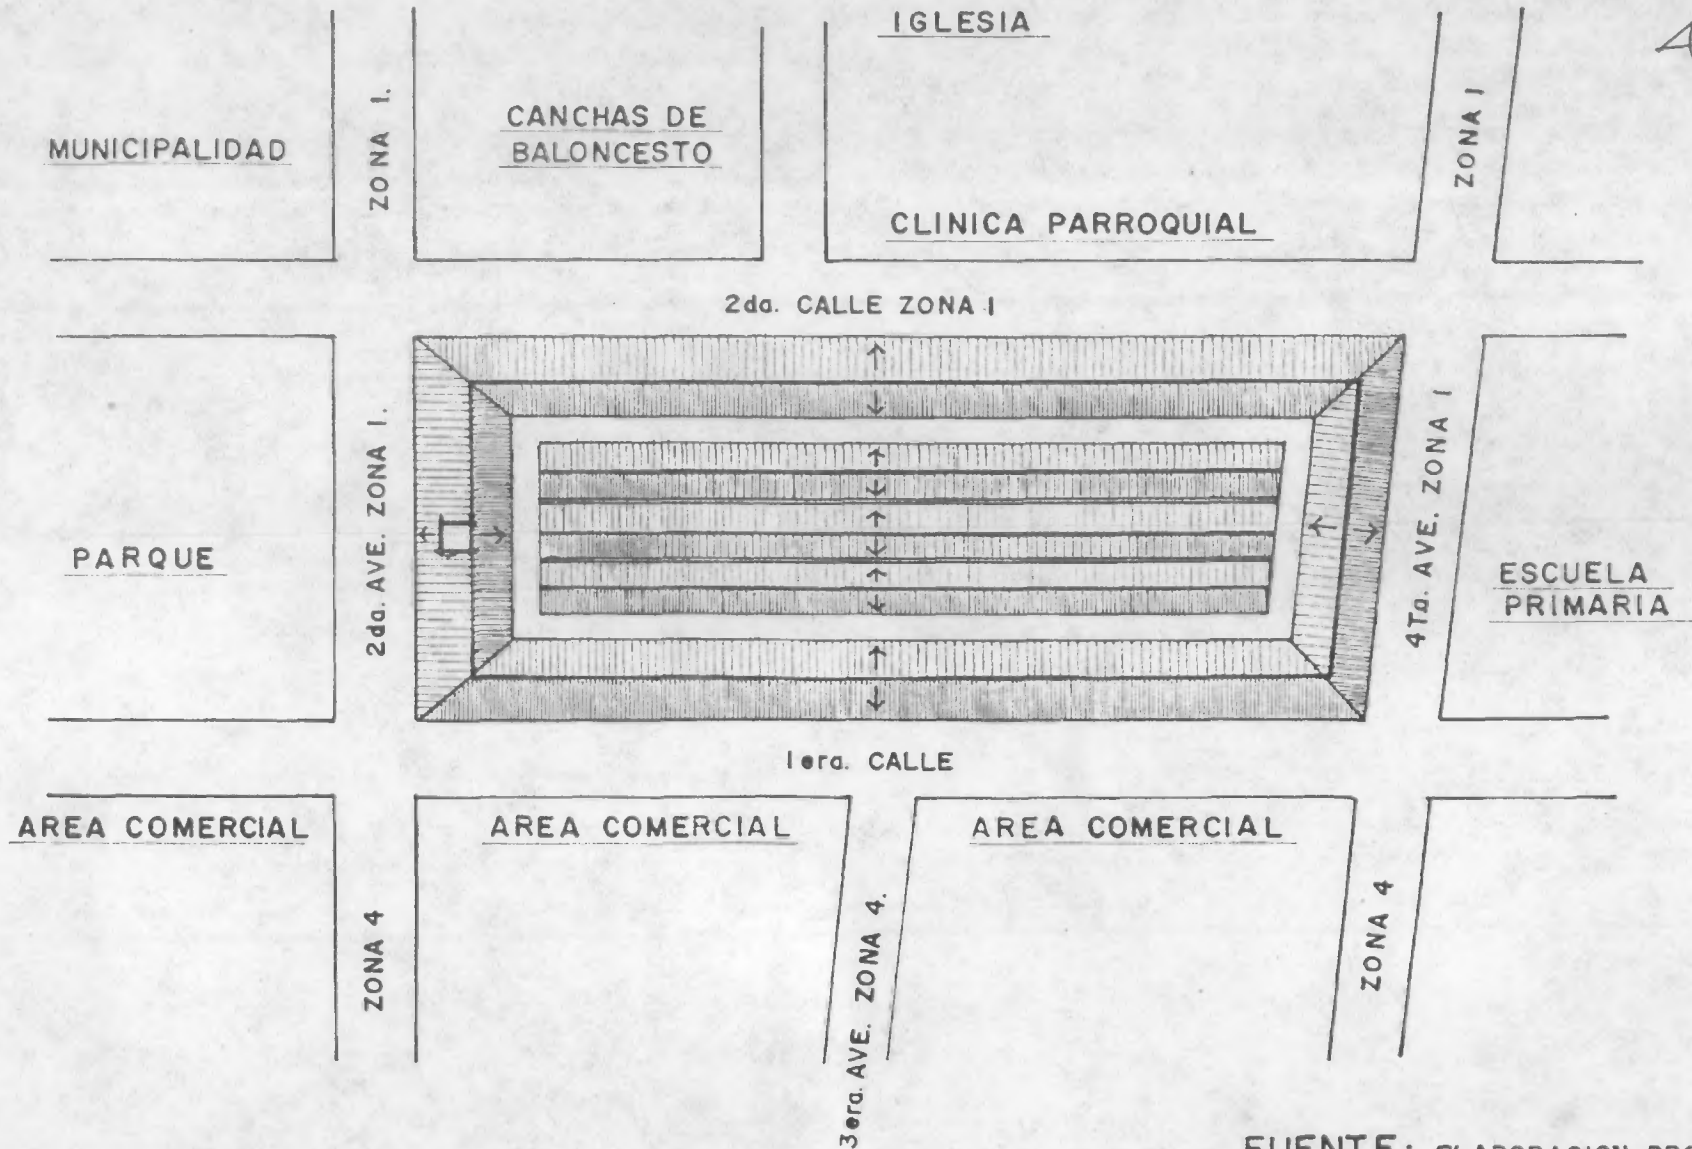 IGLESIA
ZONA 1.
CANCHAS DE
BALONCESTO
MUNICIPALIDAD
ZONA 1
CLINICA PARROQUIAL
2da. CALLE ZONA 1
2da. AVE. ZONA 1.
4Ta. AVE. ZONA 1
PARQUE
ESCUELA
PRIMARIA
1era. CALLE
AREA COMERCIAL
AREA COMERCIAL
AREA COMERCIAL
ZONA 4
3era. AVE. ZONA 4.
ZONA 4
FUENTE: ELABORACION